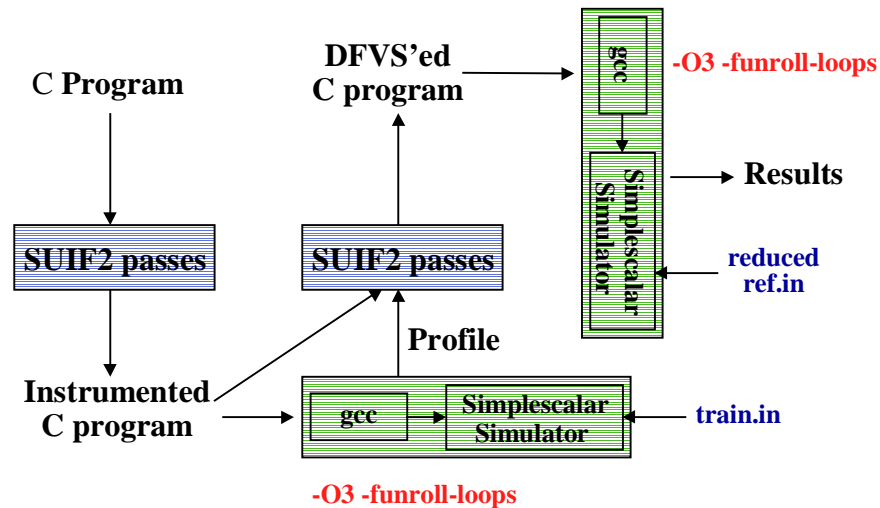 C Program
SUIF2 passes
Instrumented
C program
gcc
Simplescalar
Simulator
train.in
-O3 -funroll-loops
Profile
SUIF2 passes
DFVS’ed
C program
gcc
-O3 -funroll-loops
Simplescalar
Simulator
Results
reduced
ref.in